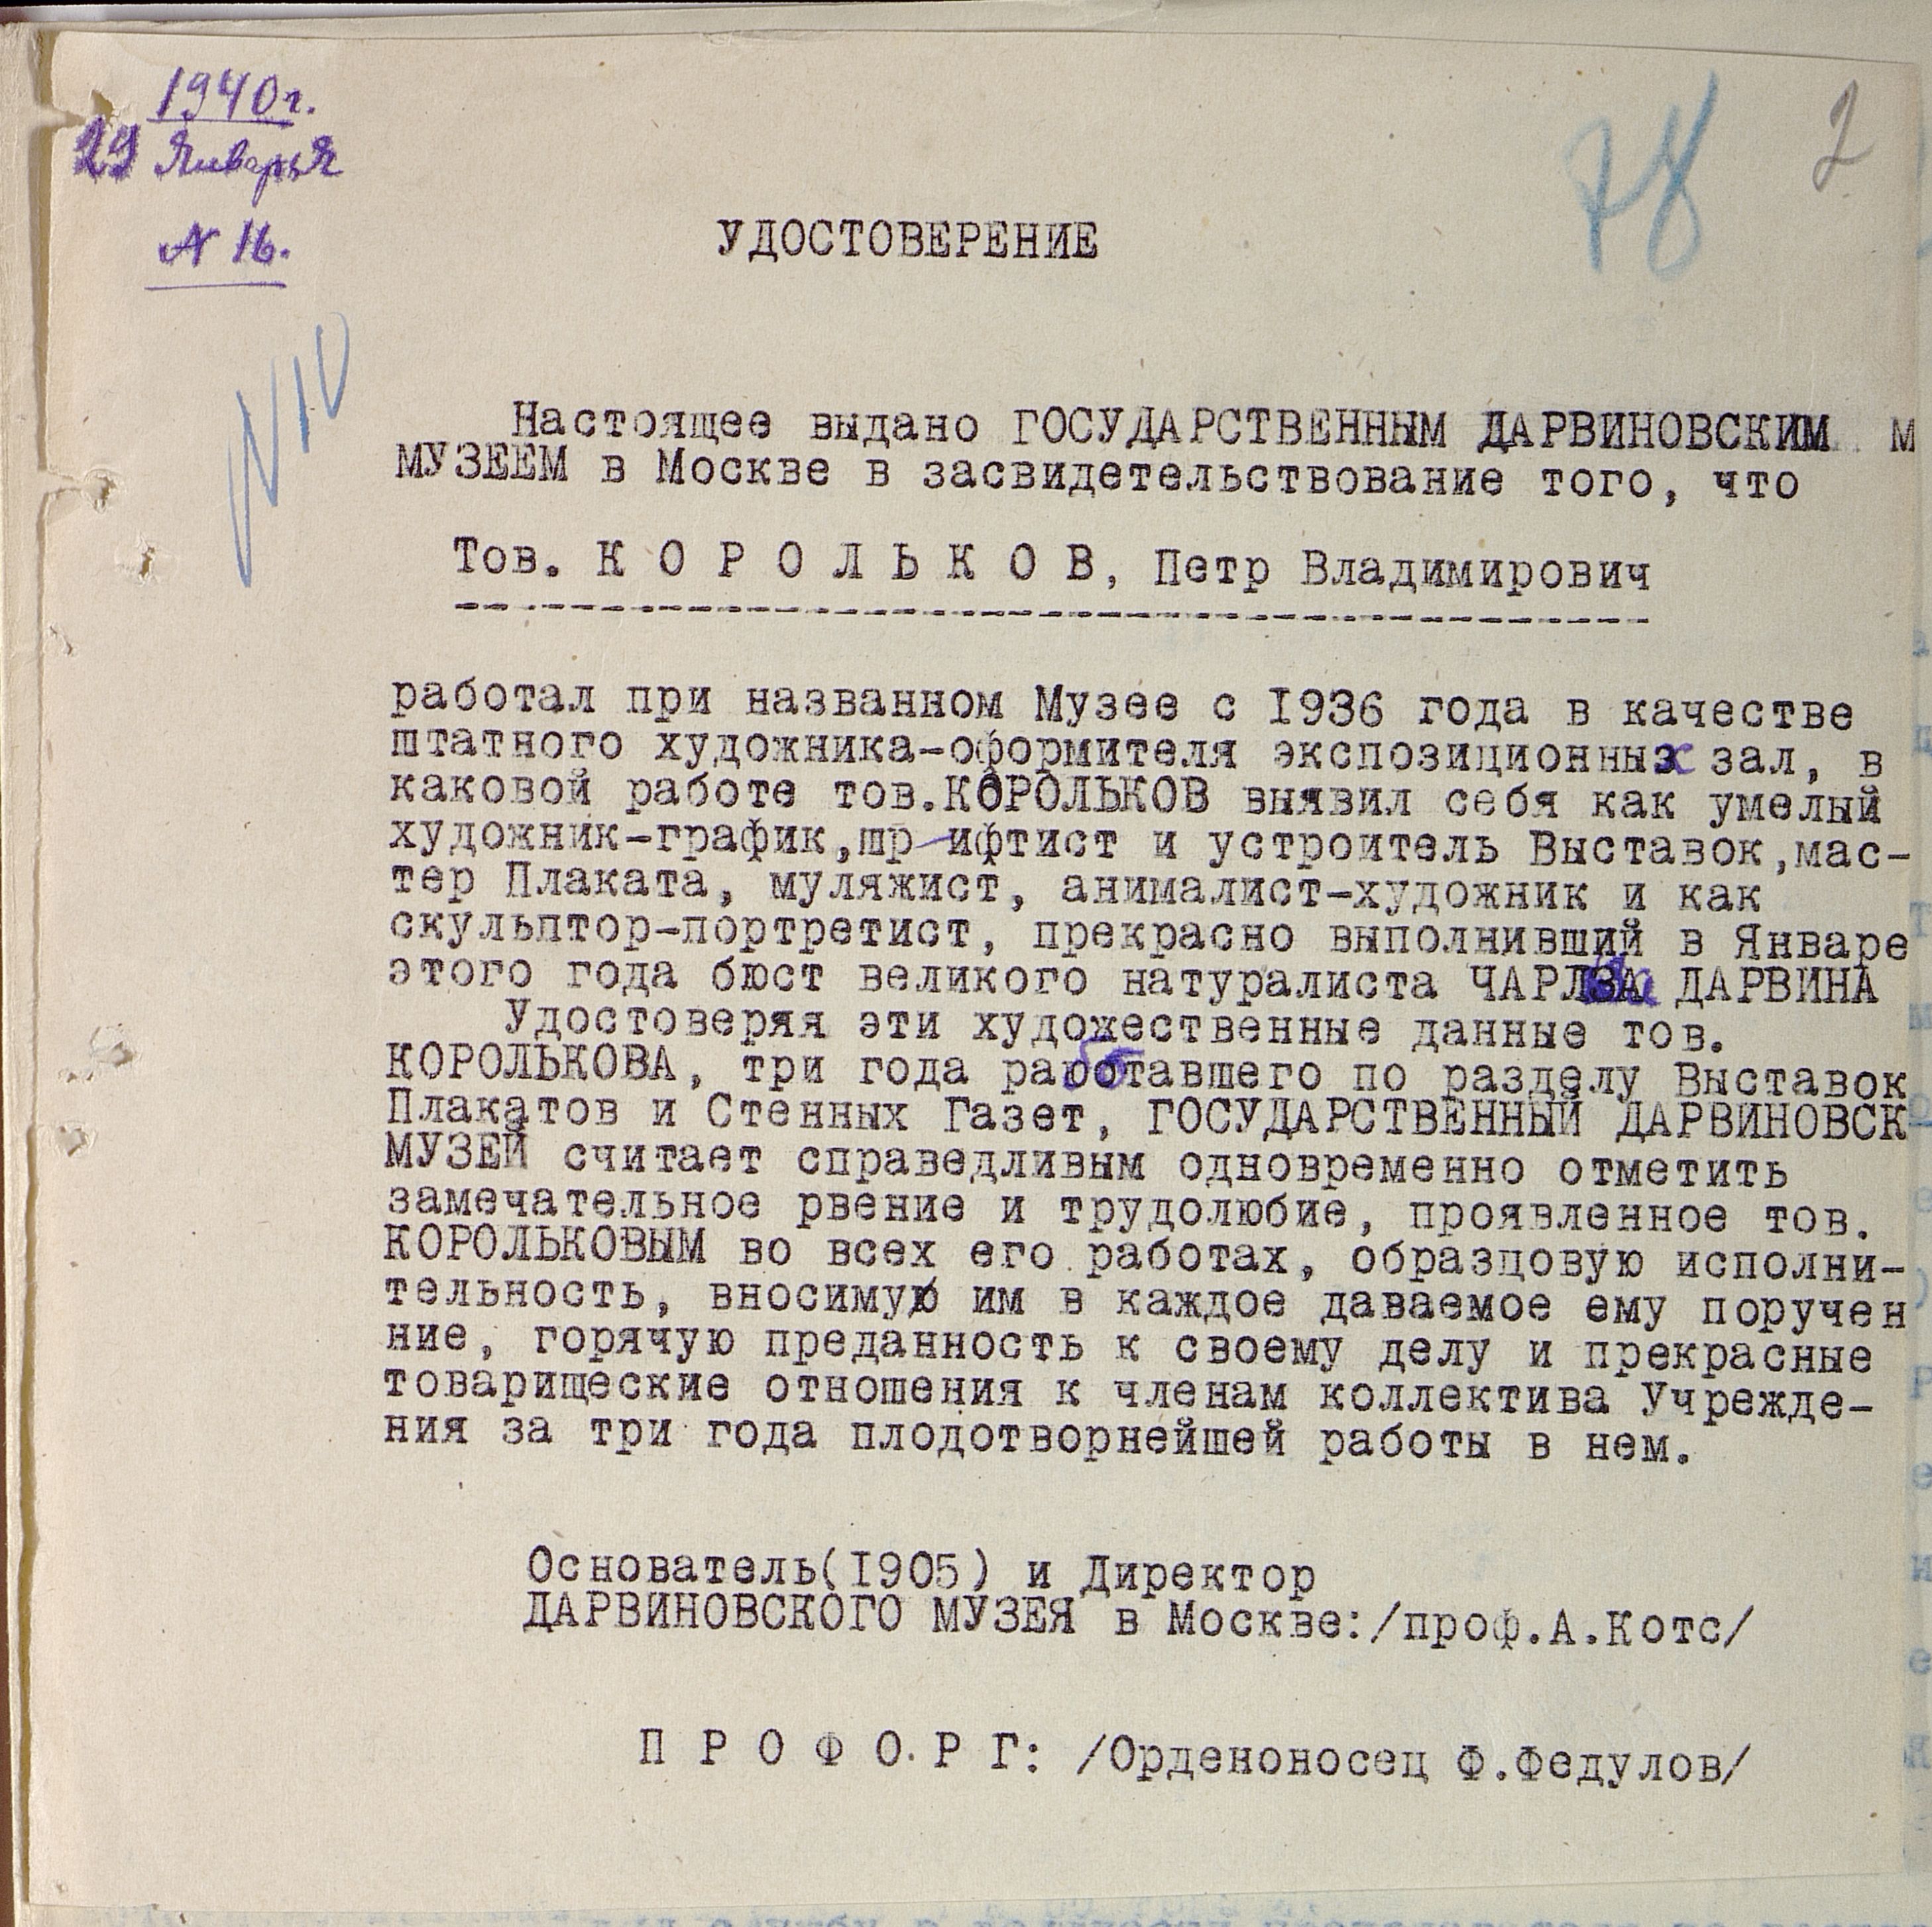 1940г.
29 Января
N 16.
78
2
N10
УДОСТОВЕРЕНИЕ
Настоящее выдано ГОСУДАРСТВЕННЫМ ДАРВИНОВСКИМ м
МУЗЕЕМ в Москве в засвидетельствование того, что
Тов. К О Р О Л Ь К О В, Петр Владимирович
работал при названном Музее с 1936 года в качестве
штатного художника-оформителя экспозиционных зал, в
каковой работе тов.КОРОЛЬКОВ выявил себя как умелый
художник-график,шр ифтист и устроитель Выставок,мас-
тер Плаката, муляжист, анималист-художник и как
скульптор-портретист, прекрасно выполнивший в Январе
этого года бюст великого натуралиста ЧАРЛЗА ДАРВИНА
Удостоверяя эти художественные данные тов.
КОРОЛЬКОВА, три года работавшего по разделу Выставок
Плакатов и Стенных Газет, ГОСУДАРСТВЕННЫЙ ДАРВИНОВСК
МУЗЕЙ считает справедливым одновременно отметить
замечательное рвение и трудолюбие, проявленное тов.
КОРОЛЬКОВЫМ во всех его работах, образцовую исполни-
тельность, вносимую им в каждое даваемое ему поручен
ние, горячую преданность к своему делу и прекрасные
товарищеские отношения к членам коллектива Учрежде-
ния за три года плодотворнейшей работы в нем.
Основатель(1905) и Директор
ДАРВИНОВСКОГО МУЗЕЯ в Москве:/проф.А.Котс/
П Р О Ф О Р Г: /Орденоносец Ф.Федулов/